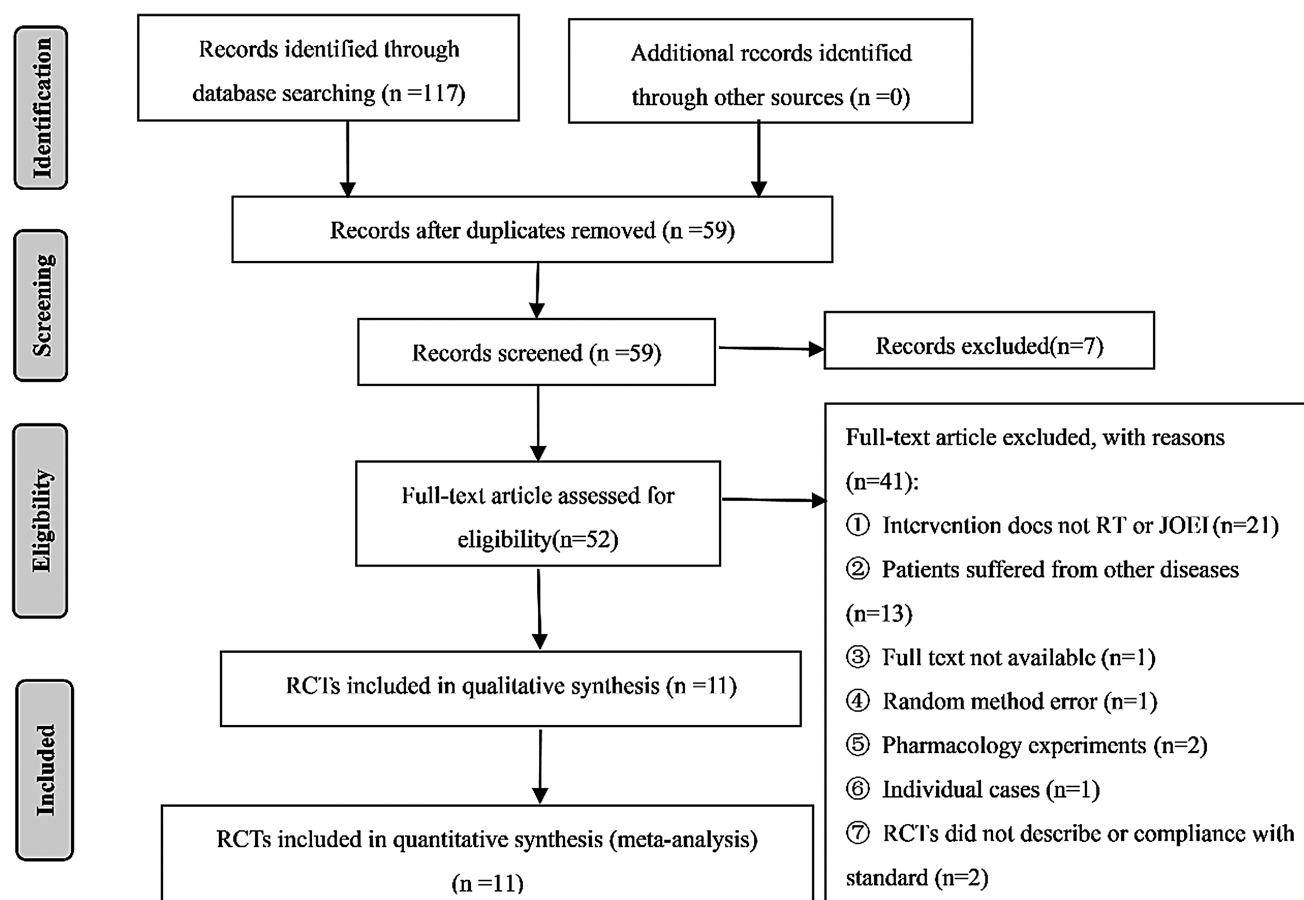 Identification
Records identified through
database searching (n =117)
Additional records identified
through other sources (n =0)
Records after duplicates removed (n =59)
Screening
Records screened (n =59)
Records excluded(n=7)
Eligibility
Full-text article assessed for
eligibility(n=52)
Full-text article excluded, with reasons
(n=41):
① Intervention does not RT or JOEI(n=21)
② Patients suffered from other diseases
(n=13)
③ Full text not available (n=1)
④ Random method error (n=1)
⑤ Pharmacology experiments (n=2)
⑥ Individual cases (n=1)
⑦ RCTs did not describe or compliance with
standard (n=2)
Included
RCTs included in qualitative synthesis (n =11)
RCTs included in quantitative synthesis (meta-analysis)
(n =11)